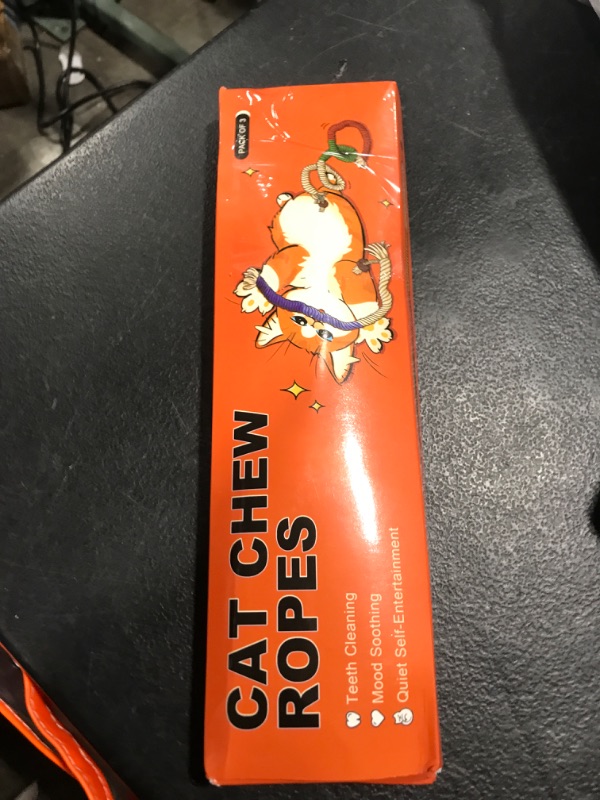 PACK OF 3
CAT CHEW
ROPES
Teeth Cleaning
Mood Soothing
Quiet Self-Entertainment